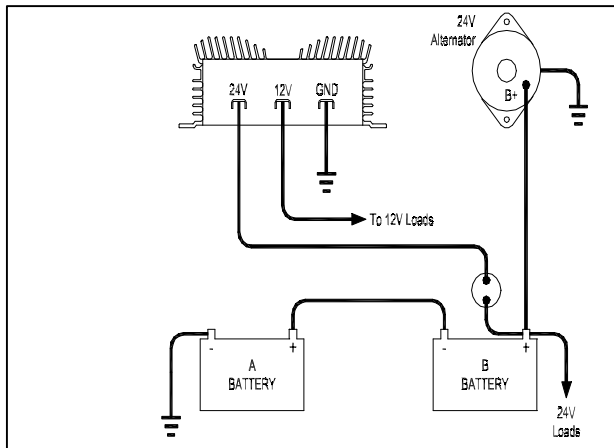 24V
Alternator
24V 12V GND
B+
To 12V Loads
- + - +
A
BATTERY
B
BATTERY
24V
Loads